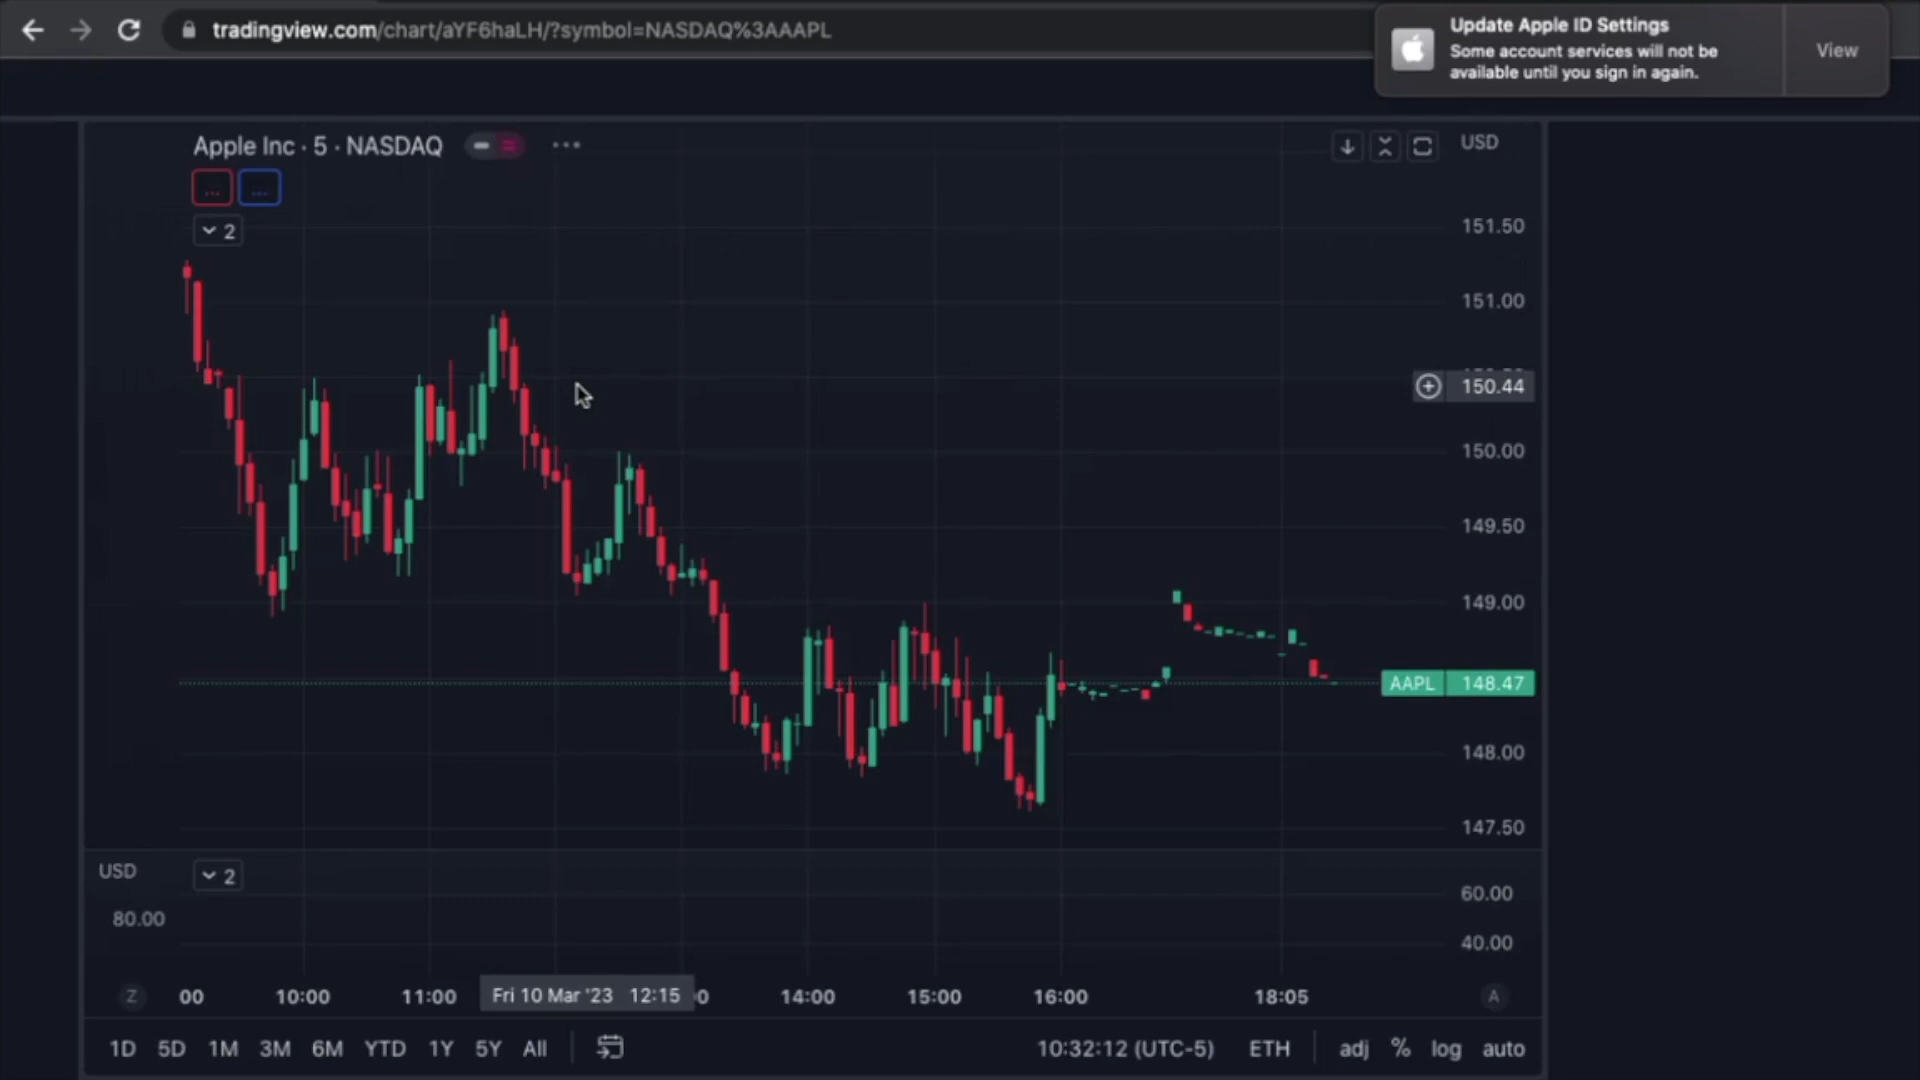 tradingview.com/chart/aYF6haLH/?symbol=NASDAQ%3AAAPL
Update Apple ID Settings
Some account services will not be
available until you sign in again.
View
Apple Inc · 5 · NASDAQ
USD
...
...
2
151.50
151.00
150.44
150.00
149.50
149.00
AAPL 148.47
148.00
147.50
USD
2
60.00
80.00
40.00
Z
00
10:00
11:00
Fri 10 Mar '23 12:15
0
14:00
15:00
16:00
18:05
A
1D 5D 1M 3M 6M YTD 1Y 5Y All
10:32:12 (UTC-5)
ETH
adj
%
log
auto